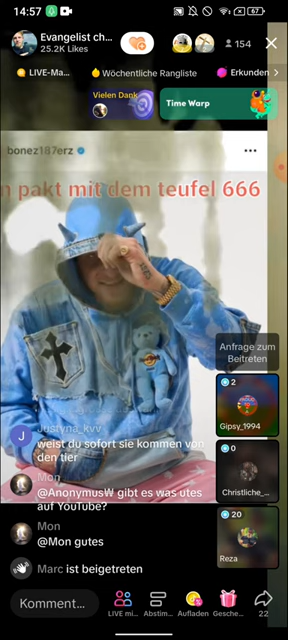 14:57
67
Evangelist ch...
25.2K Likes
154
LIVE-Ma...
Wöchentliche Rangliste
Erkunden
Vielen Dank
Time Warp
bonez187erz
n pakt mit dem teufel 666
Anfrage zum
Beitreten
2
Gipsy_1994
0
Christliche_...
20
Reza
J
Justyna_kvv
weist du sofort sie kommen von
den tier
Mon
@AnonymusW gibt es was utes
auf YouTube?
Mon
@Mon gutes
Marc ist beigetreten
Komment...
LIVE mi...
Abstim...
Aufladen
Gesche...
22